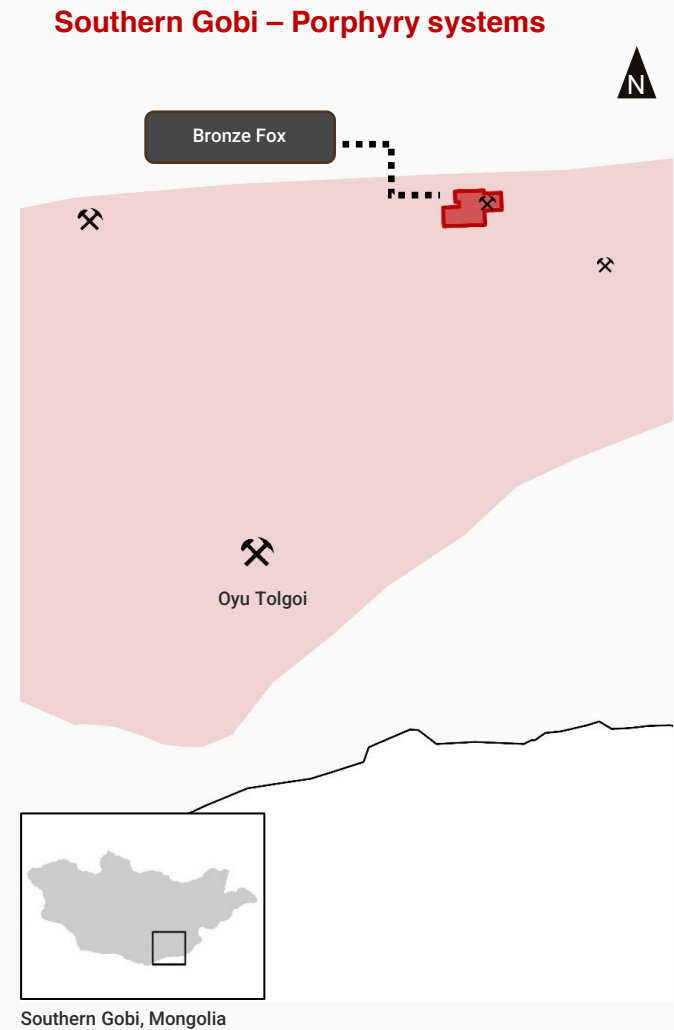 Southern Gobi – Porphyry systems
N
Bronze Fox
Oyu Tolgoi
Southern Gobi, Mongolia